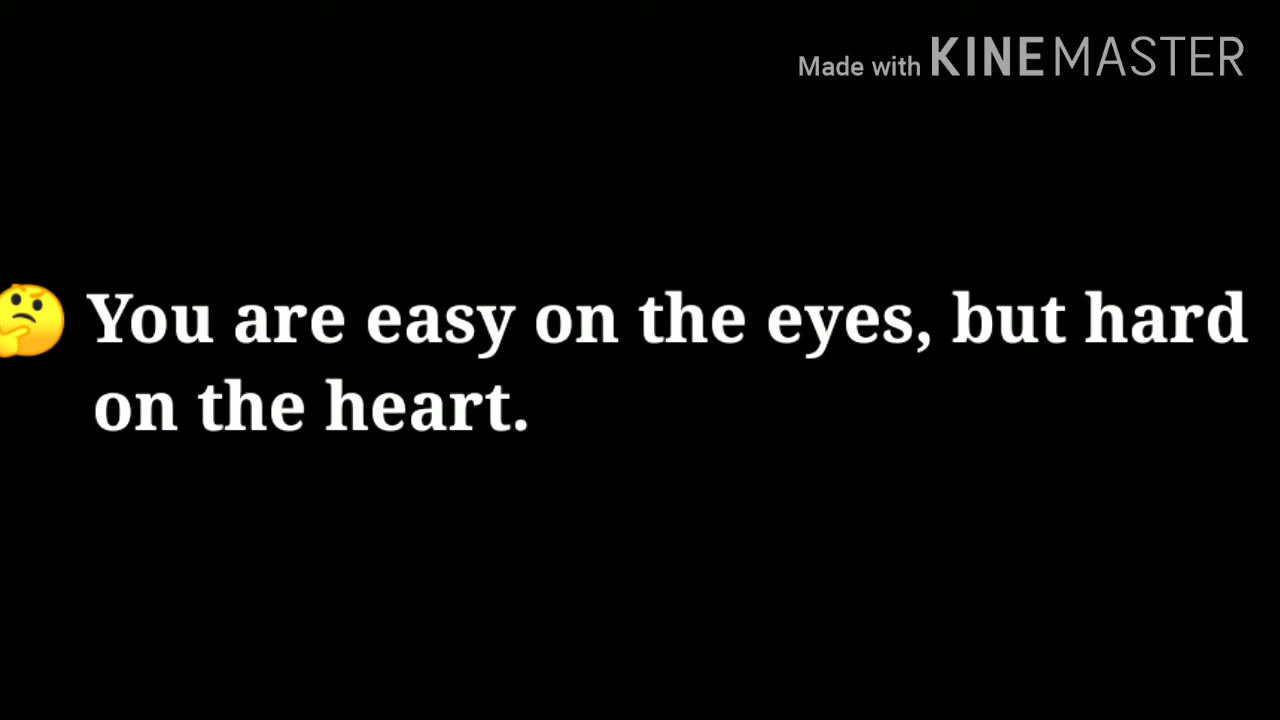 Made with KINEMASTER
🤔 You are easy on the eyes, but hard
on the heart.